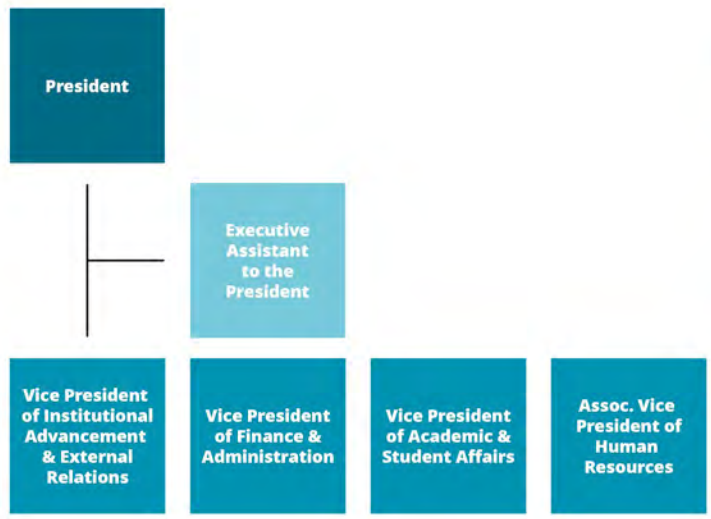 President
Executive
Assistant
to the
President
Vice President
of Institutional
Advancement
& External
Relations
Vice President
of Finance &
Administration
Vice President
of Academic &
Student Affairs
Assoc. Vice
President of
Human
Resources